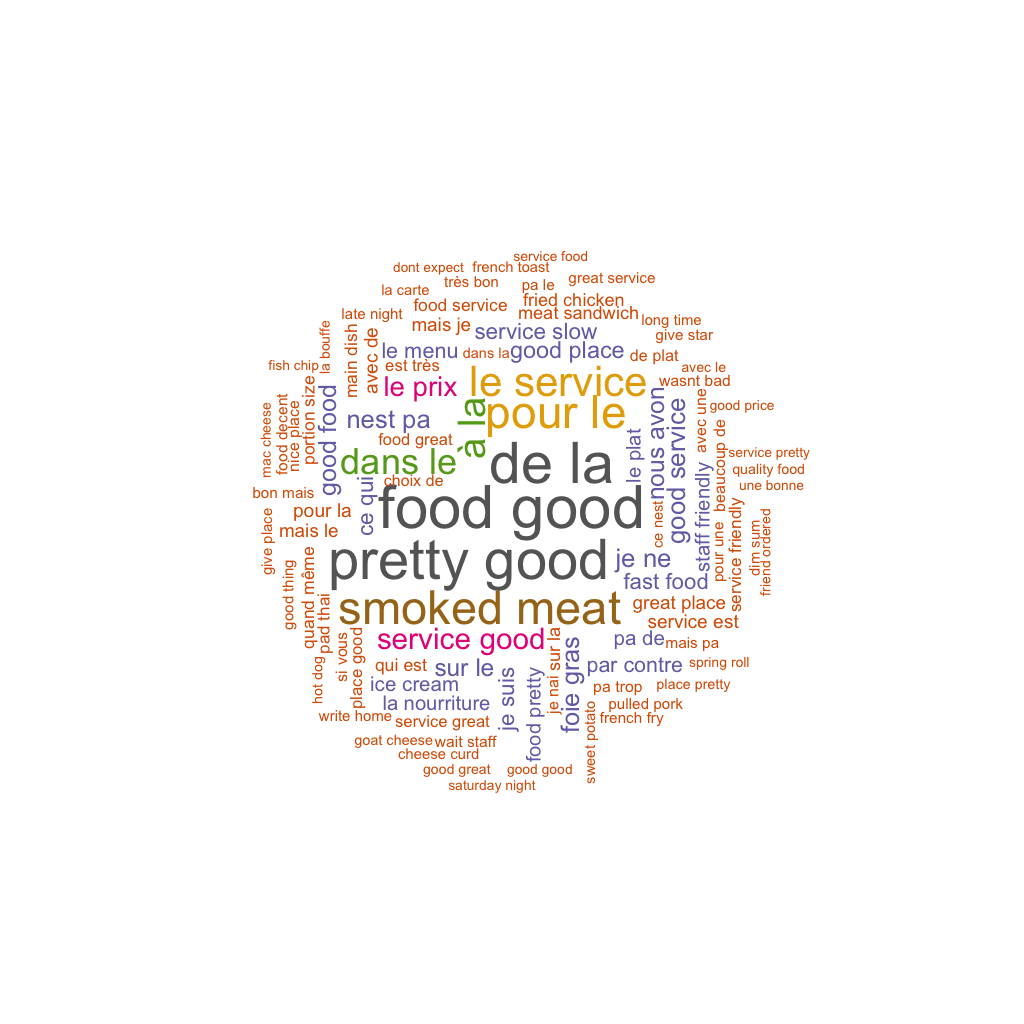 service food
dont expect
french toast
très bon
pa le
great service
la carte
food service
fried chicken
late night
mais je
meat sandwich
long time
service slow
give star
la bouffe
main dish
avec de
le menu
dans la
good place
de plat
fish chip
est très
avec le
wasnt bad
portion size
le prix
le service
mac cheese
food decent
nice place
good food
nest pa
à la
pour le
le plat
nous avon
good service
avec une
good price
food great
beaucoup de
dans le
de la
service pretty
quality food
choix de
ce qui
staff friendly
une bonne
bon mais
pour la
food good
ce nest
mais le
give place
pour une
service friendly
dim sum
friend ordered
pretty good
je ne
good thing
quand même
pad thai
fast food
smoked meat
great place
service est
service good
pa de
mais pa
si vous
place good
je nai
sur la
foie gras
hot dog
qui est
sur le
par contre
spring roll
ice cream
je suis
food pretty
pa trop
place pretty
la nourriture
pulled pork
write home
service great
french fry
sweet potato
goat cheese
wait staff
cheese curd
good great
good good
saturday night